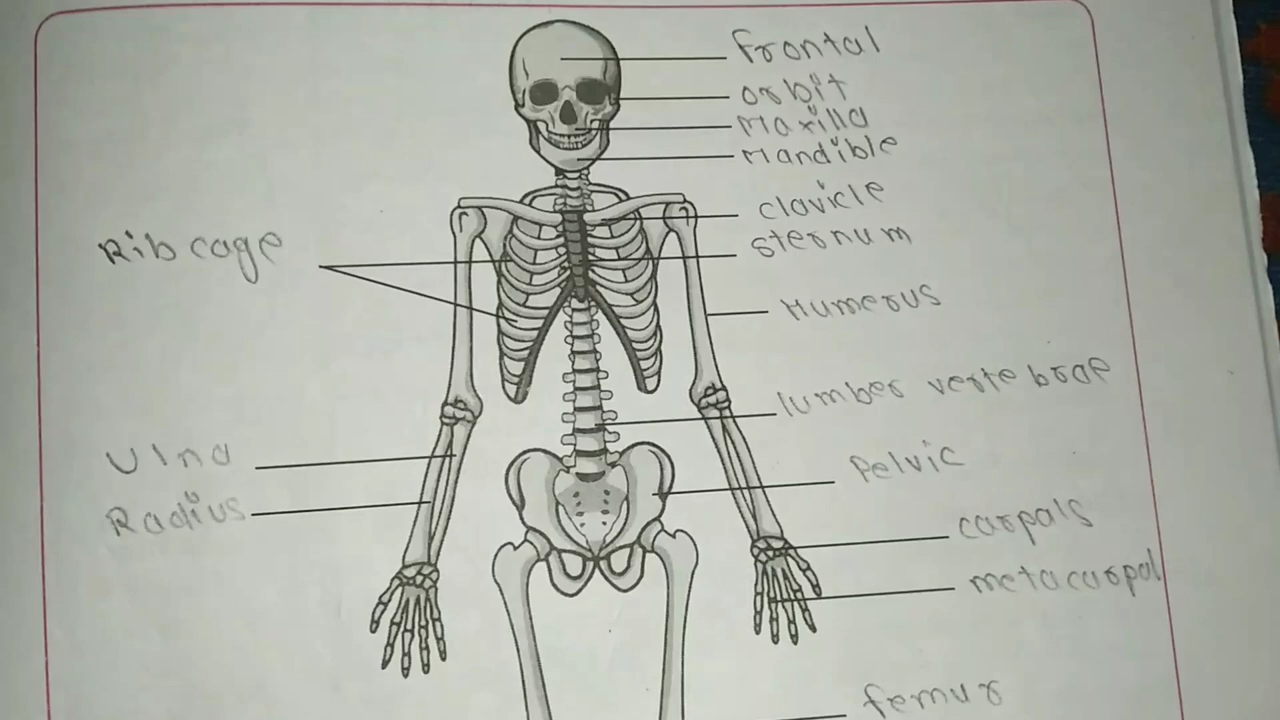 Frontal
orbit
Maxilla
Mandible
clavicle
sternum
Rib cage
Humerus
lumber vertebrae
Ulna
Pelvic
Radius
carpals
metacarpal
femur